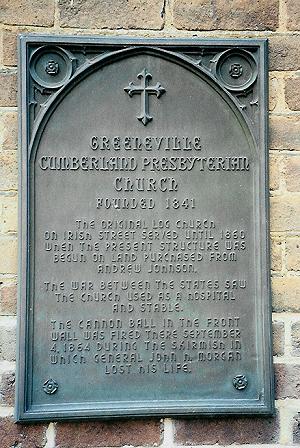 GREENEVILLE
CUMBERLAND PRESBYTERIAN
CHURCH
FOUNDED 1841
THE ORIGINAL LOG CHURCH
ON IRISH STREET SERVED UNTIL 1860
WHEN THE PRESENT STRUCTURE WAS
BEGUN ON LAND PURCHASED FROM
ANDREW JOHNSON.
THE WAR BETWEEN THE STATES SAW
THE CHURCH USED AS A HOSPITAL
AND STABLE.
THE CANNON BALL IN THE FRONT
WALL WAS FIRED THERE SEPTEMBER
4, 1864 DURING THE SKIRMISH IN
WHICH GENERAL JOHN H. MORGAN
LOST HIS LIFE.